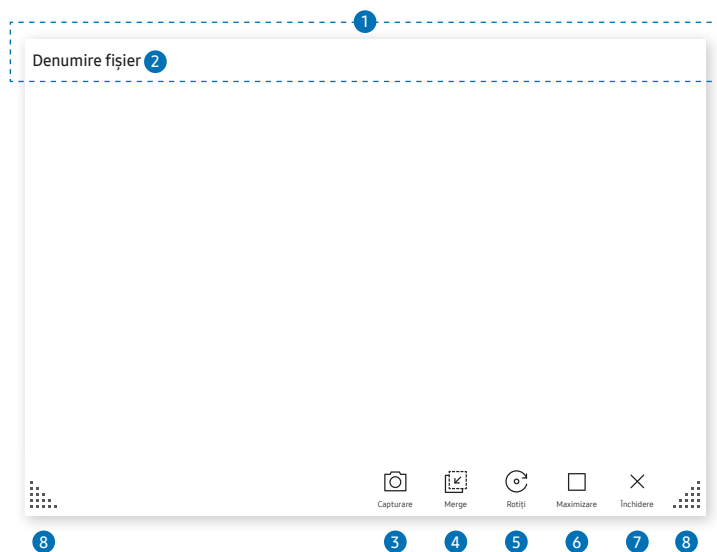 1
Denumire fișier 2
Capturare Merge Rotiți Maximizare Închidere
8 3 4 5 6 7 8